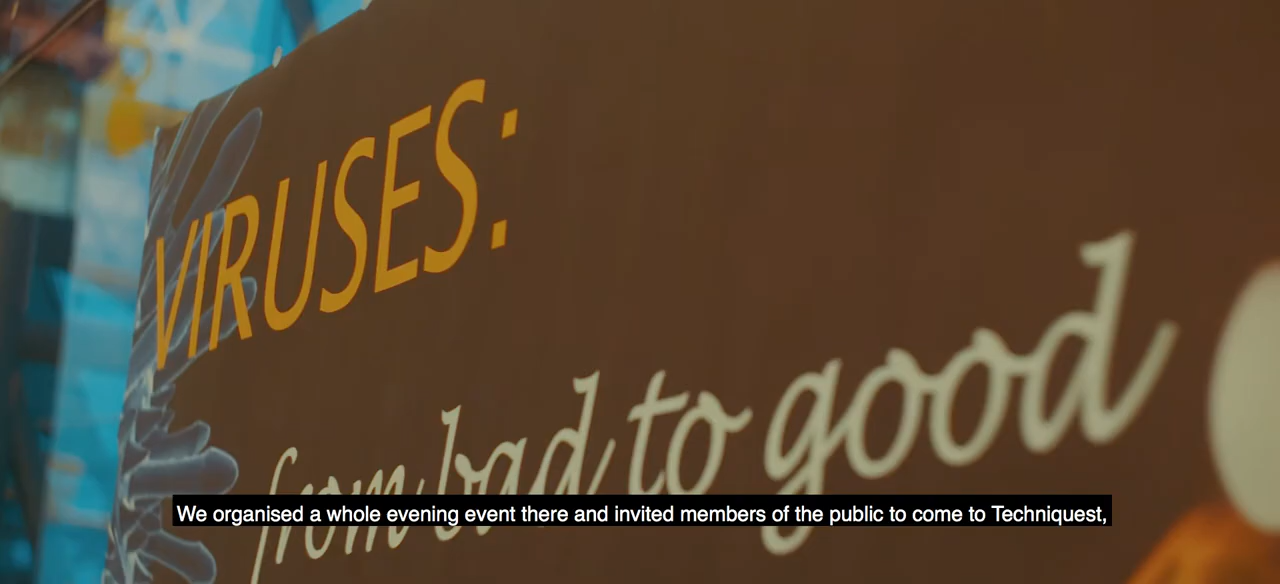 VIRUSES:
from bad to good
We organised a whole evening event there and invited members of the public to come to Techniquest,